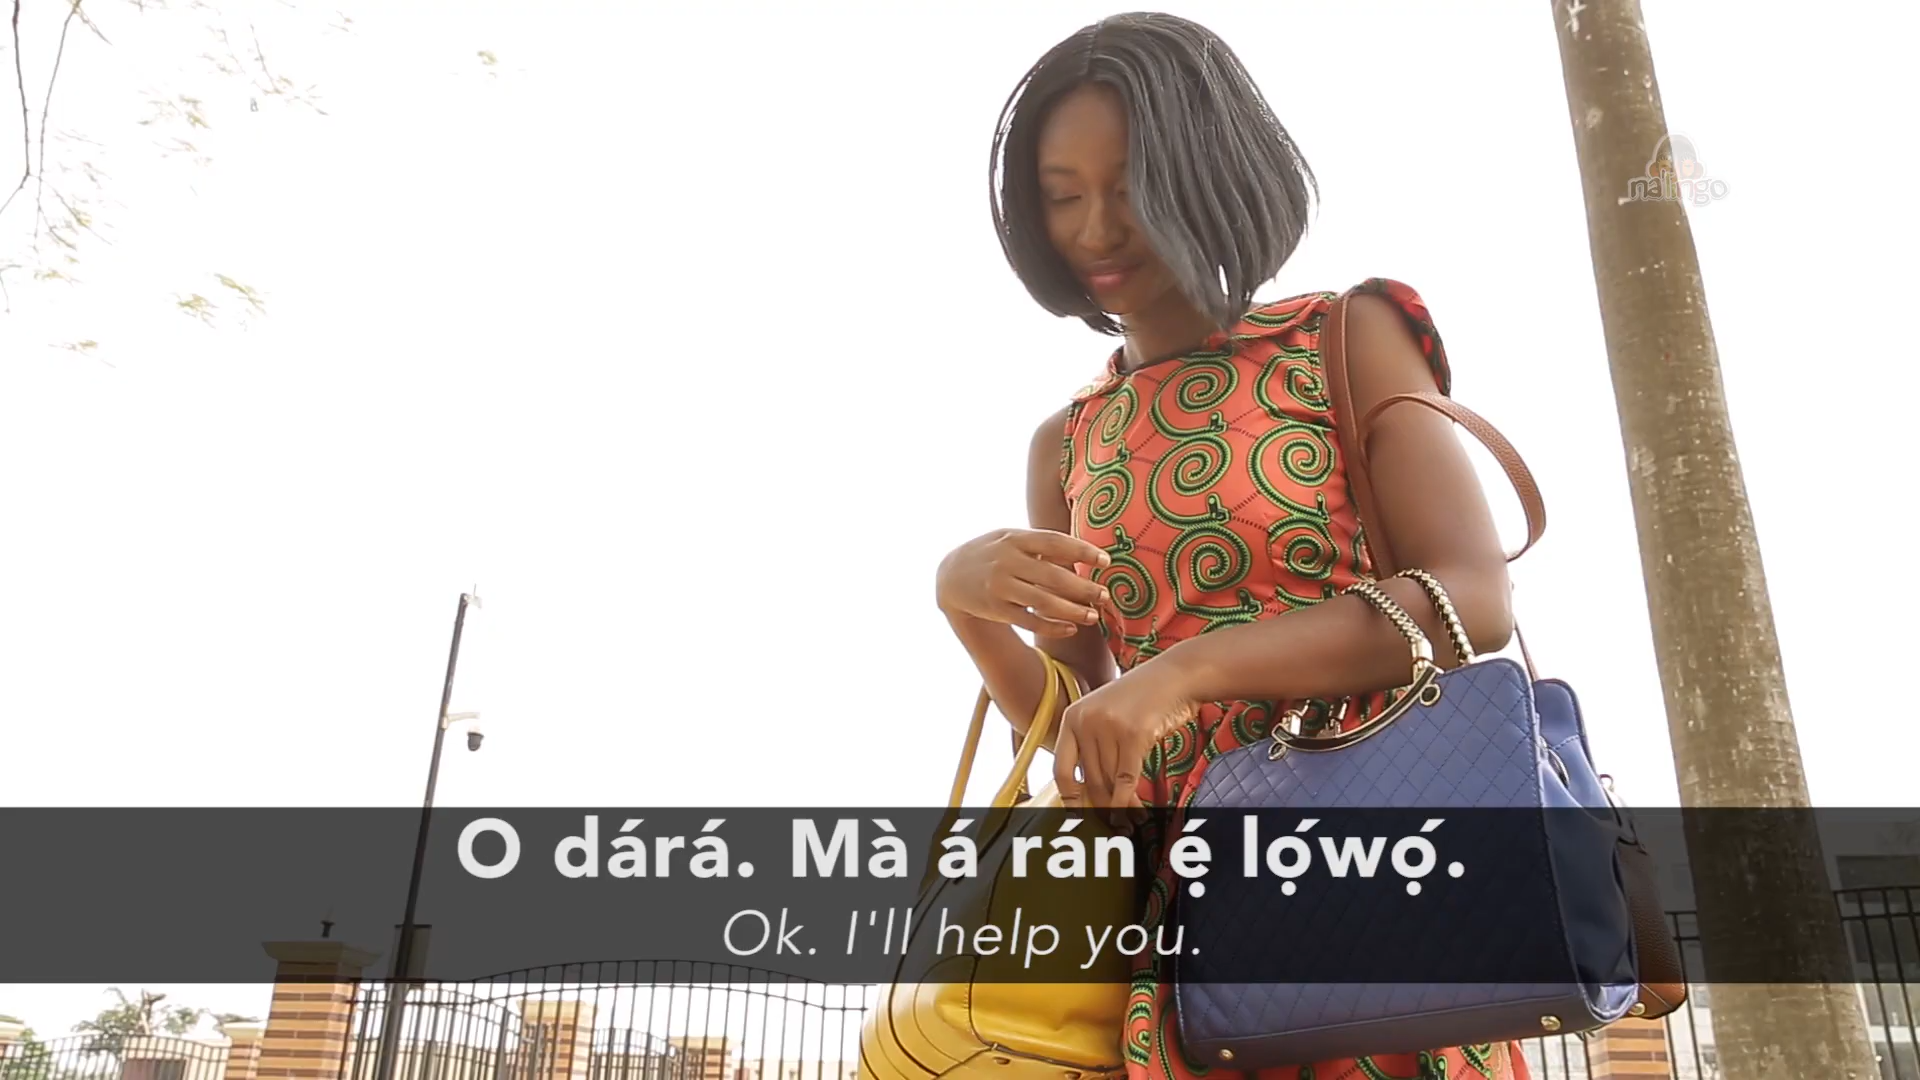 nalingo
O dárá. Mà á rán ẹ́ lọ́wọ́.
Ok. I'll help you.